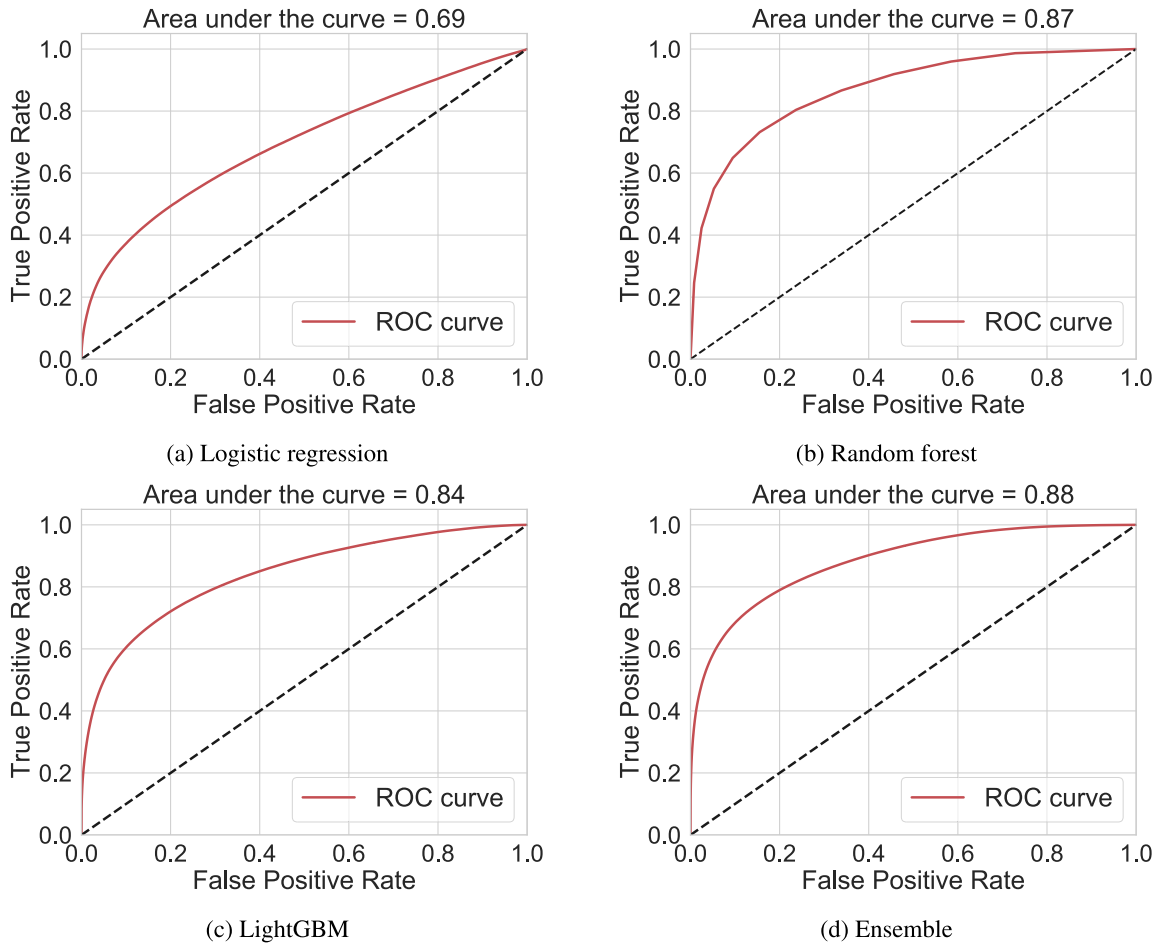 Area under the curve = 0.69
1.0
0.8
0.6
0.4
0.2
0.0
True Positive Rate
ROC curve
0.0 0.2 0.4 0.6 0.8 1.0
False Positive Rate
(a) Logistic regression
Area under the curve = 0.87
1.0
0.8
0.6
0.4
0.2
0.0
True Positive Rate
ROC curve
0.0 0.2 0.4 0.6 0.8 1.0
False Positive Rate
(b) Random forest
Area under the curve = 0.84
1.0
0.8
0.6
0.4
0.2
0.0
True Positive Rate
ROC curve
0.0 0.2 0.4 0.6 0.8 1.0
False Positive Rate
(c) LightGBM
Area under the curve = 0.88
1.0
0.8
0.6
0.4
0.2
0.0
True Positive Rate
ROC curve
0.0 0.2 0.4 0.6 0.8 1.0
False Positive Rate
(d) Ensemble